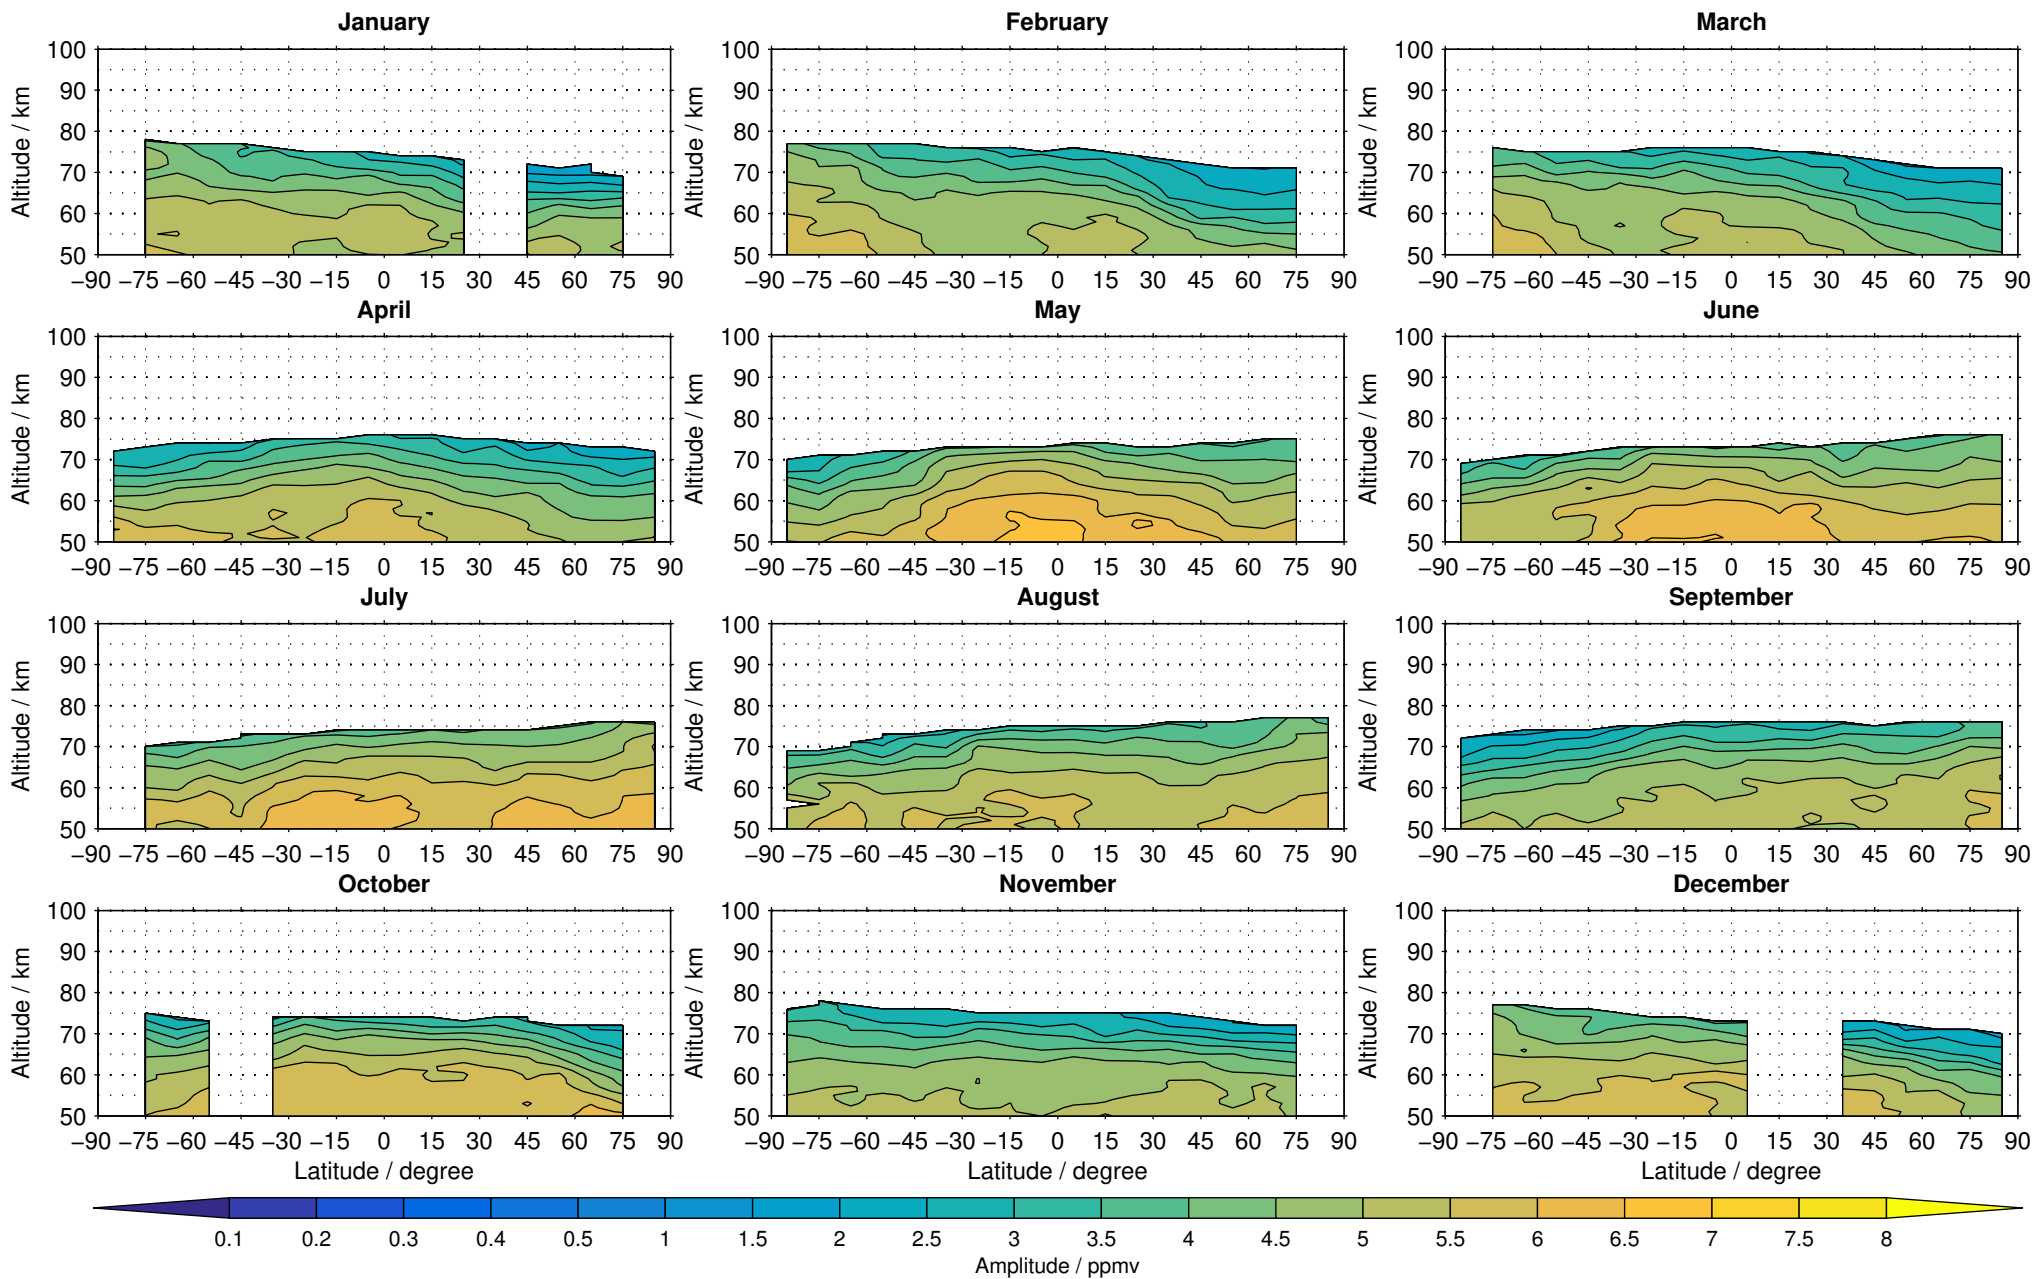 January February March
100 100 100
90 90 90
80 80 80
70 70 70
60 60 60
50 50 50
Altitude / km Altitude / km Altitude / km
−90 −75 −60 −45 −30 −15 0 15 30 45 60 75 90 −90 −75 −60 −45 −30 −15 0 15 30 45 60 75 90 −90 −75 −60 −45 −30 −15 0 15 30 45 60 75 90
April May June
100 100 100
90 90 90
80 80 80
70 70 70
60 60 60
50 50 50
Altitude / km Altitude / km Altitude / km
−90 −75 −60 −45 −30 −15 0 15 30 45 60 75 90 −90 −75 −60 −45 −30 −15 0 15 30 45 60 75 90 −90 −75 −60 −45 −30 −15 0 15 30 45 60 75 90
July August September
100 100 100
90 90 90
80 80 80
70 70 70
60 60 60
50 50 50
Altitude / km Altitude / km Altitude / km
−90 −75 −60 −45 −30 −15 0 15 30 45 60 75 90 −90 −75 −60 −45 −30 −15 0 15 30 45 60 75 90 −90 −75 −60 −45 −30 −15 0 15 30 45 60 75 90
October November December
100 100 100
90 90 90
80 80 80
70 70 70
60 60 60
50 50 50
Altitude / km Altitude / km Altitude / km
−90 −75 −60 −45 −30 −15 0 15 30 45 60 75 90 −90 −75 −60 −45 −30 −15 0 15 30 45 60 75 90 −90 −75 −60 −45 −30 −15 0 15 30 45 60 75 90
Latitude / degree Latitude / degree Latitude / degree
0.1 0.2 0.3 0.4 0.5 1 1.5 2 2.5 3 3.5 4 4.5 5 5.5 6 6.5 7 7.5 8
Amplitude / ppmv